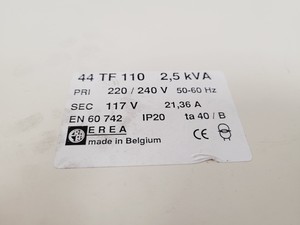 44 TF 110 2,5 kVA
PRI 220 / 240 V 50-60 Hz
SEC 117 V 21,36 A
EN 60 742 IP20 ta 40 / B
EREA
made in Belgium
CE